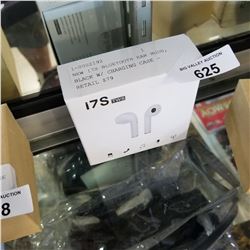 NEW I7S BLUETOOTH EAR BUDS,
BLACK W/ CHARGING CASE -
RETAIL $79
BIG VALLEY AUCTION
625
I7S TWS
AUCTION
8